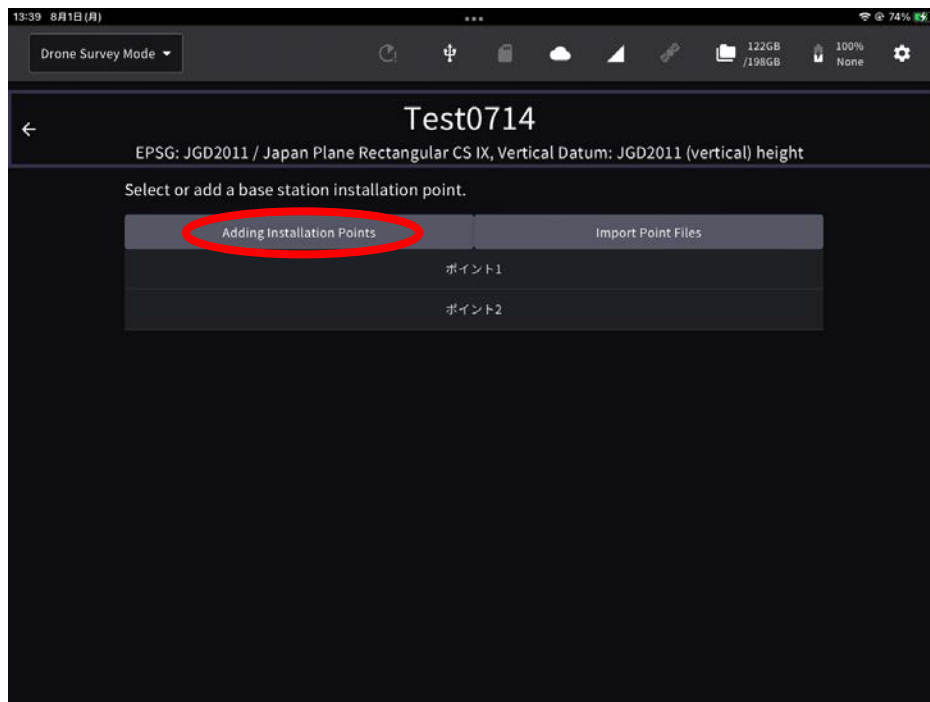 13:39 8月1日(月)
74%
Drone Survey Mode
122GB
/198GB
100%
None
Test0714
EPSG: JGD2011 / Japan Plane Rectangular CS IX, Vertical Datum: JGD2011 (vertical) height
Select or add a base station installation point.
Adding Installation Points
Import Point Files
ポイント1
ポイント2